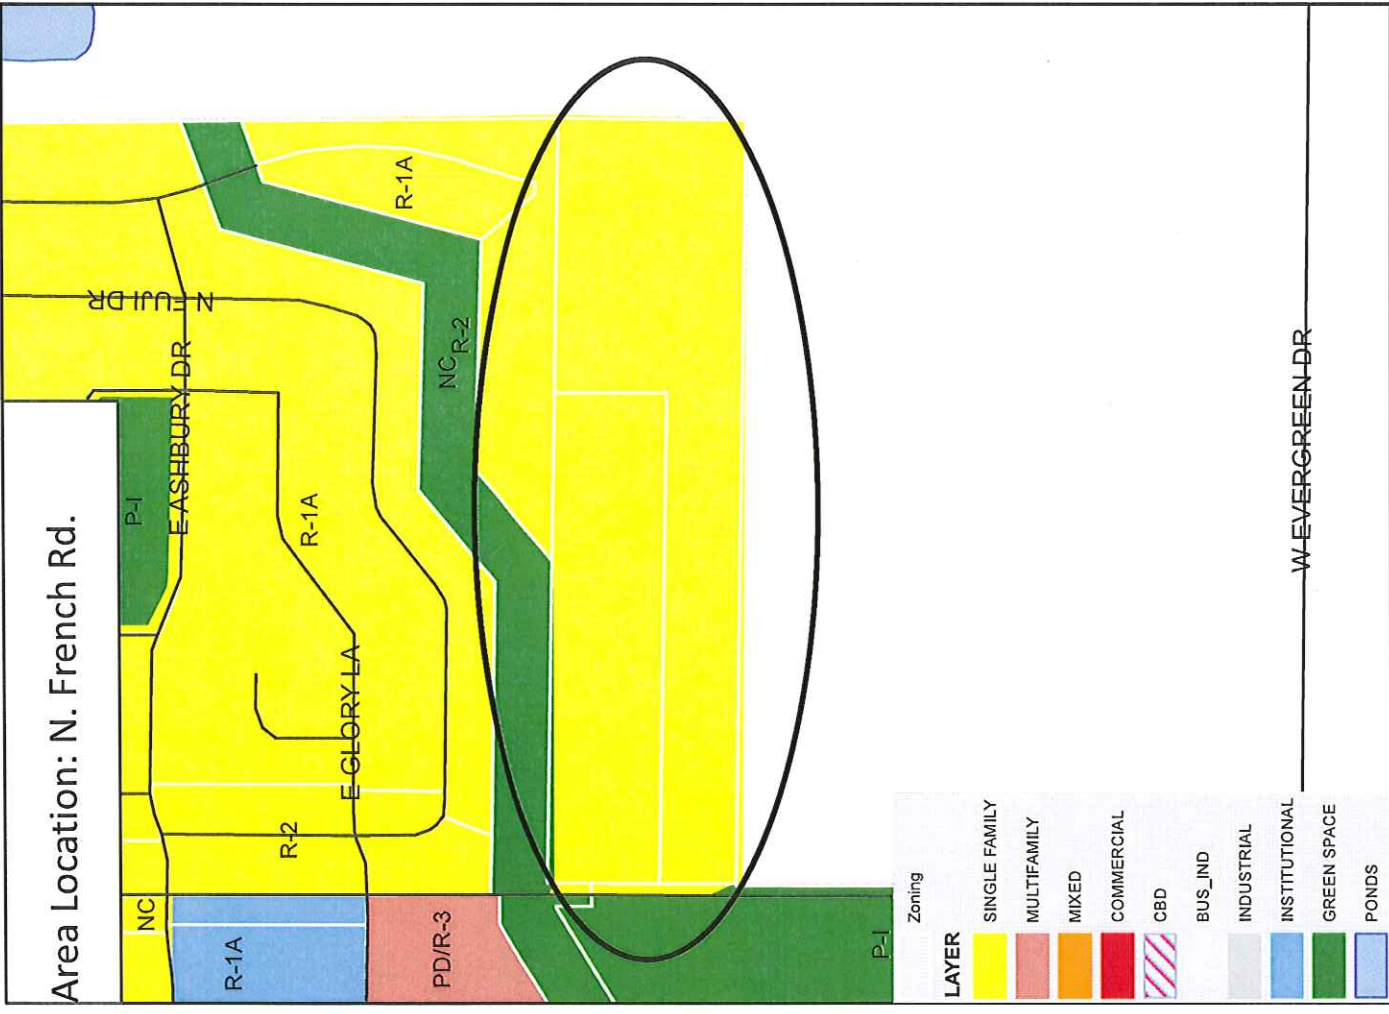 Area Location: N. French Rd.
N FUJI DR
E ASHBURY DR
P-I
R-1A
R-1A
NC
R-2
E GLORY LA
R-2
NC
R-1A
PD/R-3
P-I
W EVERGREEN DR
Zoning
LAYER
SINGLE FAMILY
MULTIFAMILY
MIXED
COMMERCIAL
CBD
BUS_IND
INDUSTRIAL
INSTITUTIONAL
GREEN SPACE
PONDS